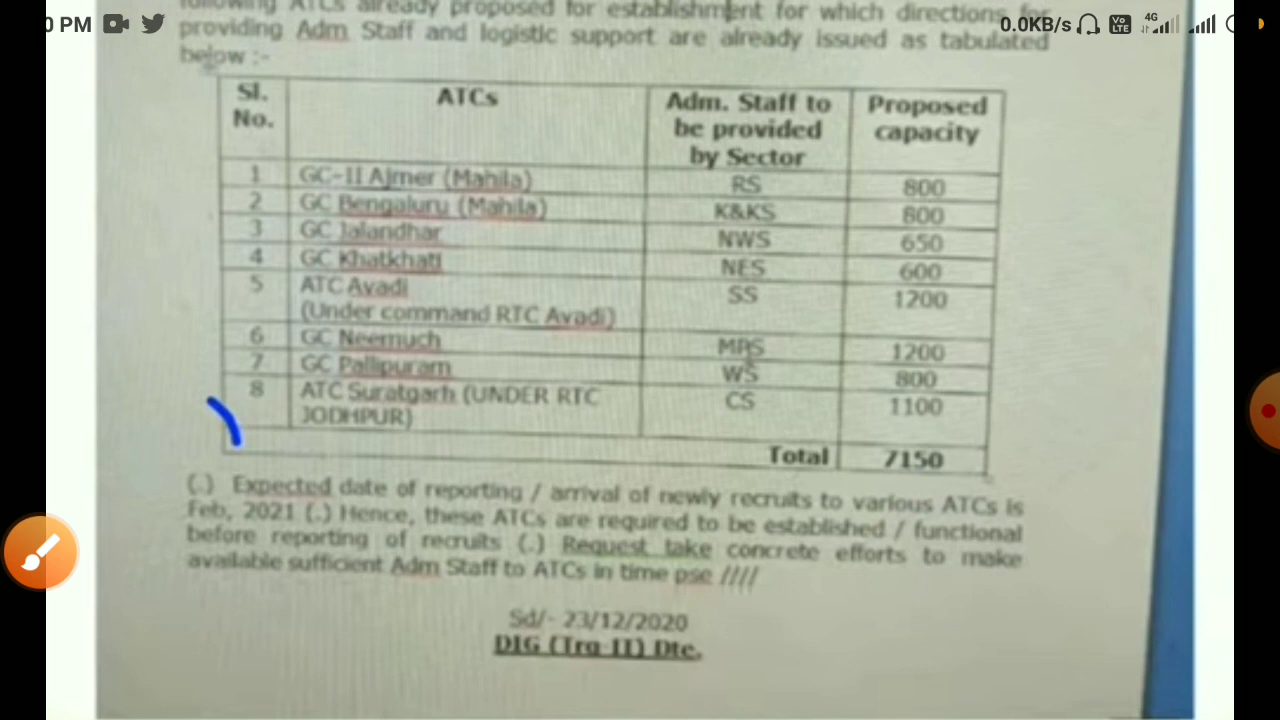 0 PM
0.0KB/s Vo LTE 4G
following ATCs already proposed for establishment for which directions for
providing Adm Staff and logistic support are already issued as tabulated
below :-
Sl. No. ATCs Adm. Staff to be provided by Sector Proposed capacity
1 GC-II Ajmer (Mahila) RS 800
2 GC Bengaluru (Mahila) K&KS 800
3 GC Jalandhar NWS 650
4 GC Khatkhati NES 600
5 ATC Avadi SS 1200
(Under command RTC Avadi)
6 GC Neemuch MPS 1200
7 GC Pallipuram WS 800
8 ATC Suratgarh (UNDER RTC CS 1100
JODHPUR)
Total 7150
(.) Expected date of reporting / arrival of newly recruits to various ATCs is
Feb, 2021 (.) Hence, these ATCs are required to be established / functional
before reporting of recruits (.) Request take concrete efforts to make
available sufficient Adm Staff to ATCs in time pse ////
Sd/- 23/12/2020
DIG (Trg-II) Dte.